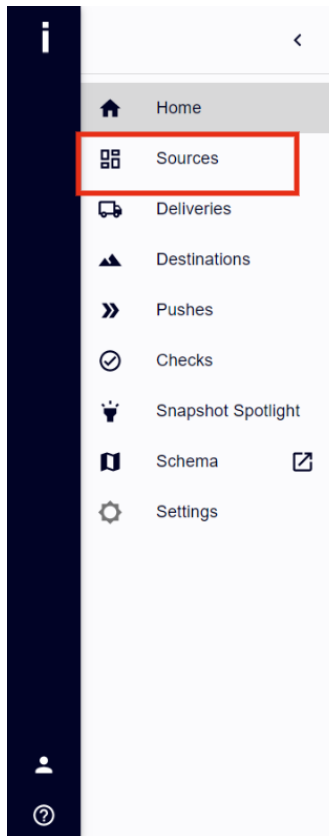 i
Home
Sources
Deliveries
Destinations
Pushes
Checks
Snapshot Spotlight
Schema
Settings